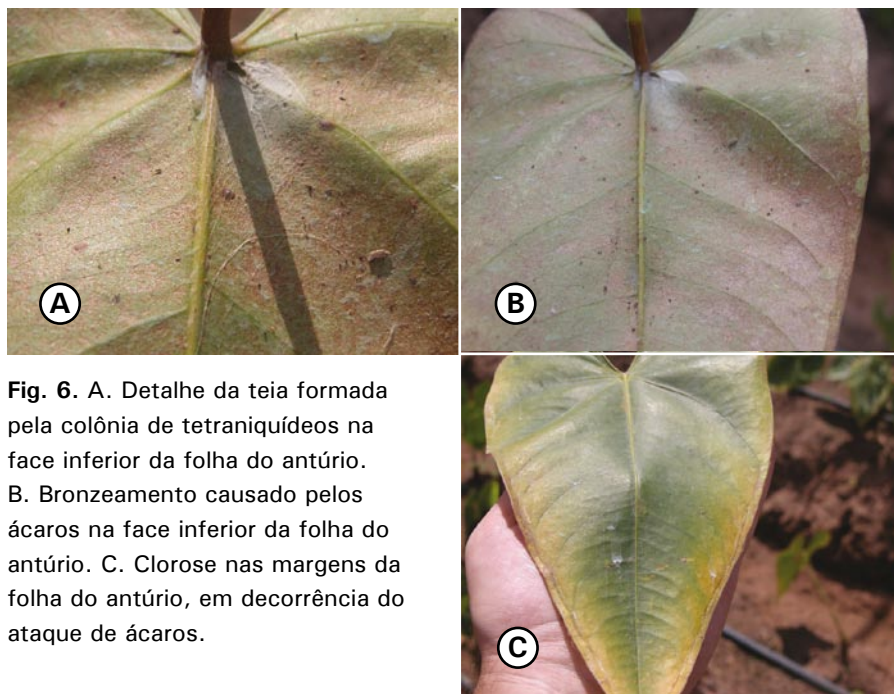 A
B
Fig. 6. A. Detalhe da teia formada
pela colônia de tetraniquídeos na
face inferior da folha do antúrio.
B. Bronzeamento causado pelos
ácaros na face inferior da folha do
antúrio. C. Clorose nas margens da
folha do antúrio, em decorrência do
ataque de ácaros.
C